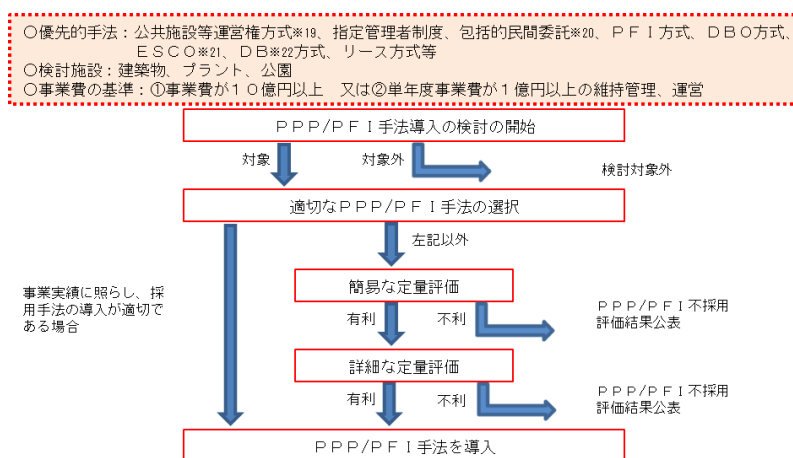 ○優先的手法：公共施設等運営権方式※19、指定管理者制度、包括的民間委託※20、ＰＦＩ方式、ＤＢＯ方式、
ＥＳＣＯ※21、ＤＢ※22方式、リース方式等
○検討施設：建築物、プラント、公園
○事業費の基準：①事業費が１０億円以上　又は②単年度事業費が１億円以上の維持管理、運営
ＰＰＰ/ＰＦＩ手法導入の検討の開始
対象
対象外
検討対象外
適切なＰＰＰ/ＰＦＩ手法の選択
左記以外
事業実績に照らし、採
用手法の導入が適切で
ある場合
簡易な定量評価
有利
不利
ＰＰＰ/ＰＦＩ不採用
評価結果公表
詳細な定量評価
有利
不利
ＰＰＰ/ＰＦＩ不採用
評価結果公表
ＰＰＰ/ＰＦＩ手法を導入